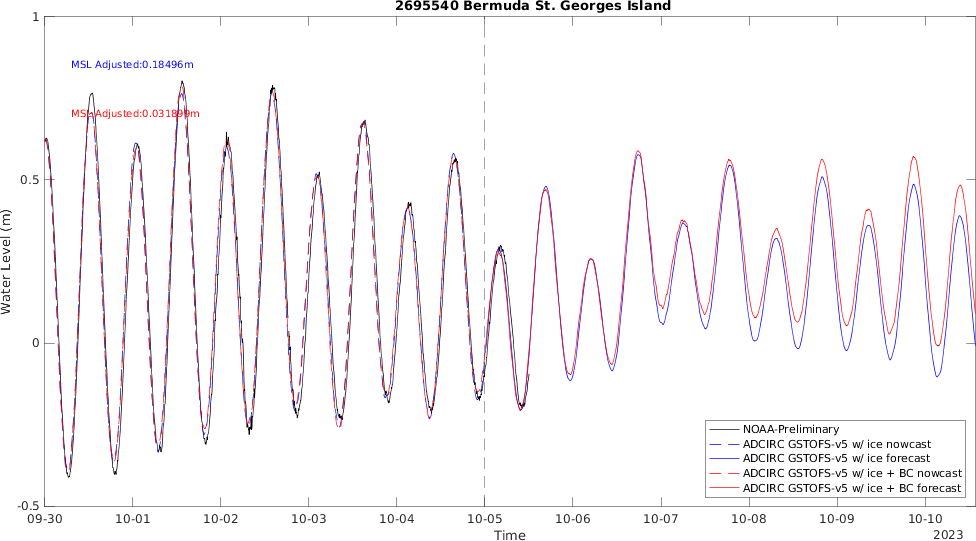 2695540 Bermuda St. Georges Island
MSL Adjusted:0.18496m
MSL Adjusted:0.031899m
Water Level (m)
1
0.5
0
-0.5
09-30 10-01 10-02 10-03 10-04 10-05 10-06 10-07 10-08 10-09 10-10
Time
2023
NOAA-Preliminary
ADCIRC GSTOFS-v5 w/ ice nowcast
ADCIRC GSTOFS-v5 w/ ice forecast
ADCIRC GSTOFS-v5 w/ ice + BC nowcast
ADCIRC GSTOFS-v5 w/ ice + BC forecast